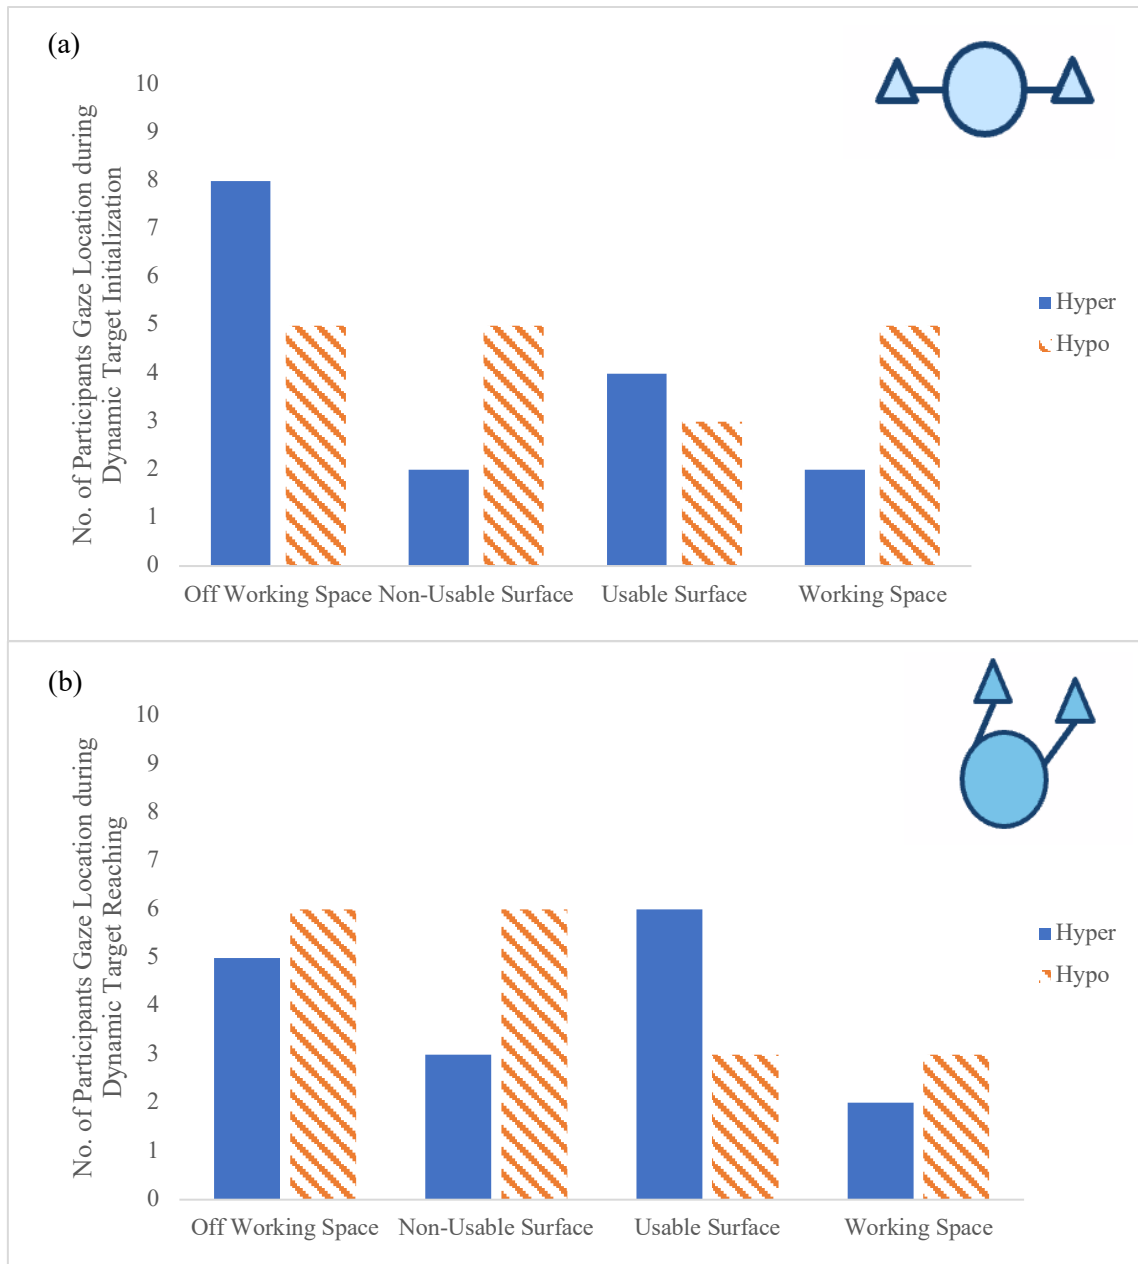 (a)
No. of Participants Gaze Location during
Dynamic Target Initialization
10
9
8
7
6
5
4
3
2
1
0
Off Working Space Non-Usable Surface Usable Surface Working Space
Hyper
Hypo
(b)
No. of Participants Gaze Location during
Dynamic Target Reaching
10
9
8
7
6
5
4
3
2
1
0
Off Working Space Non-Usable Surface Usable Surface Working Space
Hyper
Hypo